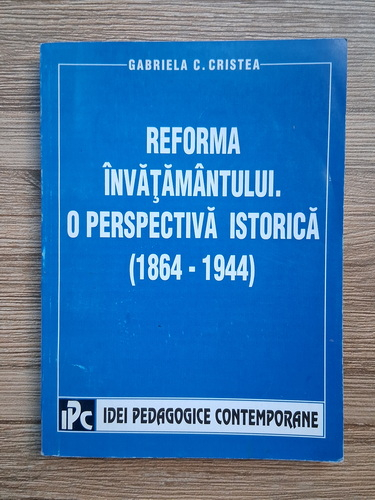 GABRIELA C. CRISTEA
REFORMA
ÎNVĂŢĂMÂNTULUI.
O PERSPECTIVĂ ISTORICĂ
(1864 - 1944)
iPC IDEI PEDAGOGICE CONTEMPORANE